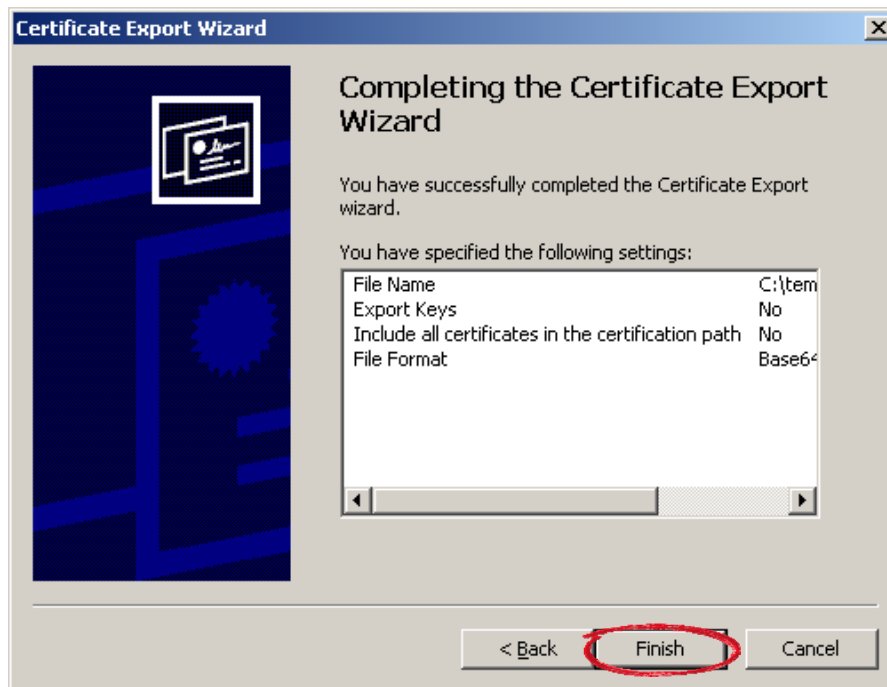 Certificate Export Wizard
Completing the Certificate Export
Wizard
You have successfully completed the Certificate Export
wizard.
You have specified the following settings:
File Name C:\tem
Export Keys No
Include all certificates in the certification path No
File Format Base64
< Back Finish Cancel